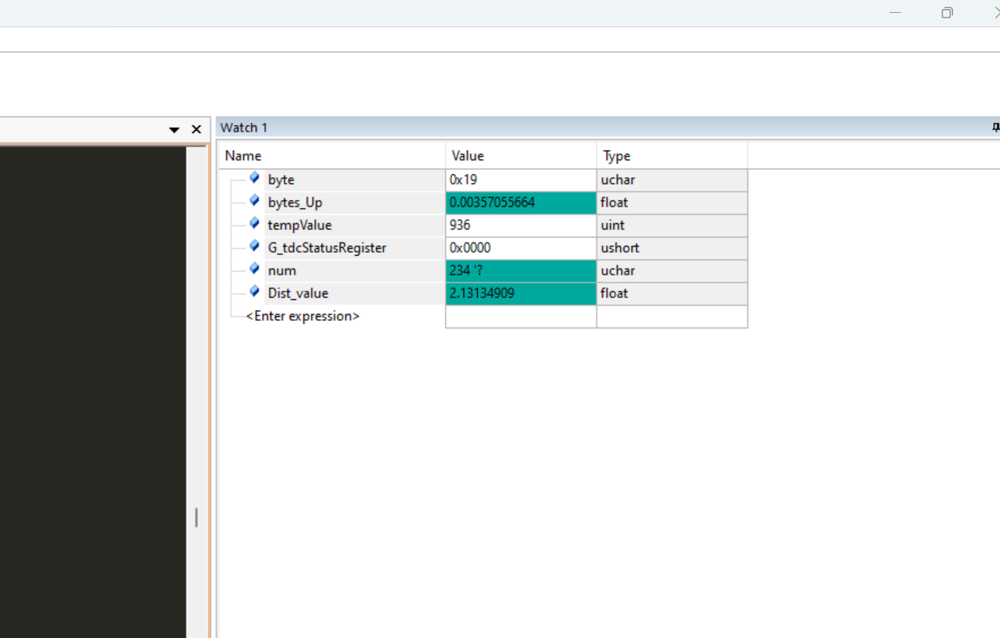 Watch 1
Name Value Type
byte 0x19 uchar
bytes_Up 0.00357055664 float
tempValue 936 uint
G_tdcStatusRegister 0x0000 ushort
num 234 '? uchar
Dist_value 2.13134909 float
<Enter expression>